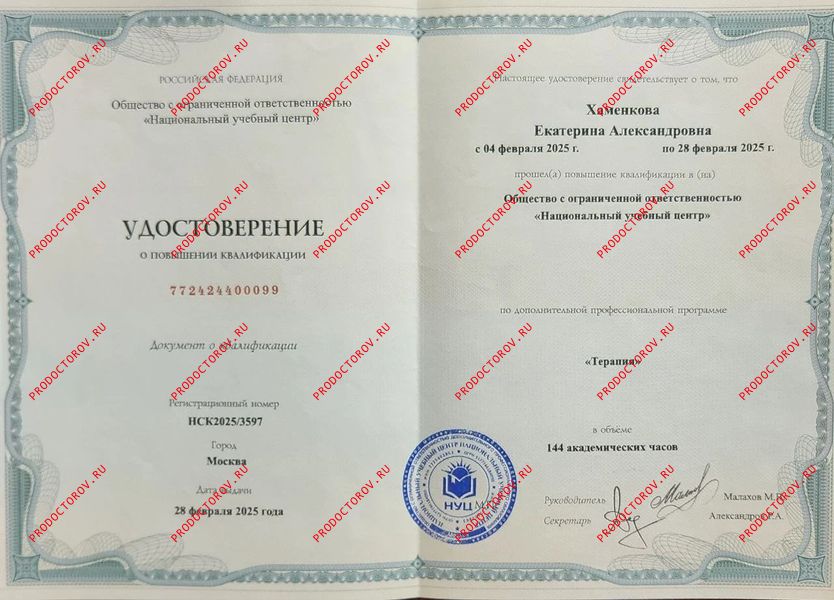 РОССИЙСКАЯ ФЕДЕРАЦИЯ
Общество с ограниченной ответственностью
«Национальный учебный центр»
УДОСТОВЕРЕНИЕ
О ПОВЫШЕНИИ КВАЛИФИКАЦИИ
772424400099
Документ о квалификации
Регистрационный номер
НСК2025/3597
Город
Москва
Дата выдачи
28 февраля 2025 года
Настоящее удостоверение свидетельствует о том, что
Хаменкова
Екатерина Александровна
с 04 февраля 2025 г. по 28 февраля 2025 г.
прошел(а) повышение квалификации в (на)
Общество с ограниченной ответственностью
«Национальный учебный центр»
по дополнительной профессиональной программе
«Терапия»
в объёме
144 академических часов
НУЦ
Руководитель Малахов М.
Секретарь
PRODOCTOROV.RU